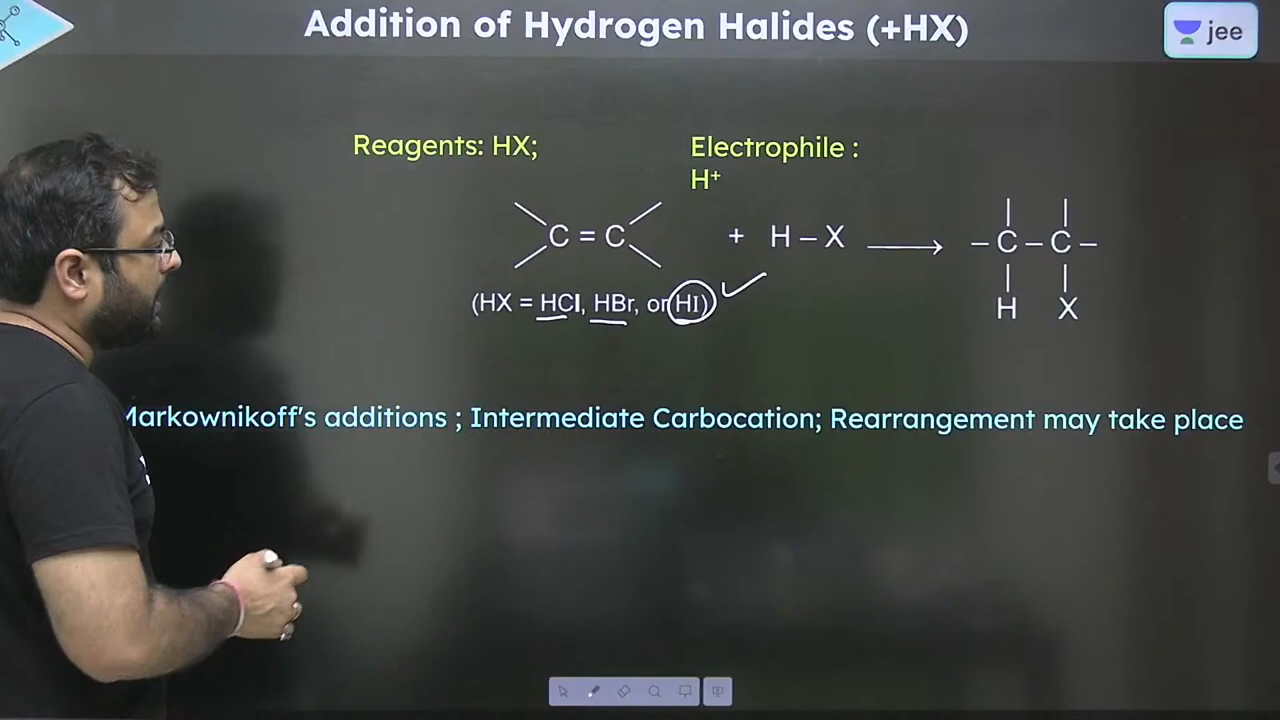 Addition of Hydrogen Halides (+HX)
jee
Reagents: HX;
Electrophile :
H⁺
C = C + H – X ⟶ – C – C –
H X
(HX = HCl, HBr, or HI)
Markownikoff's additions ; Intermediate Carbocation; Rearrangement may take place